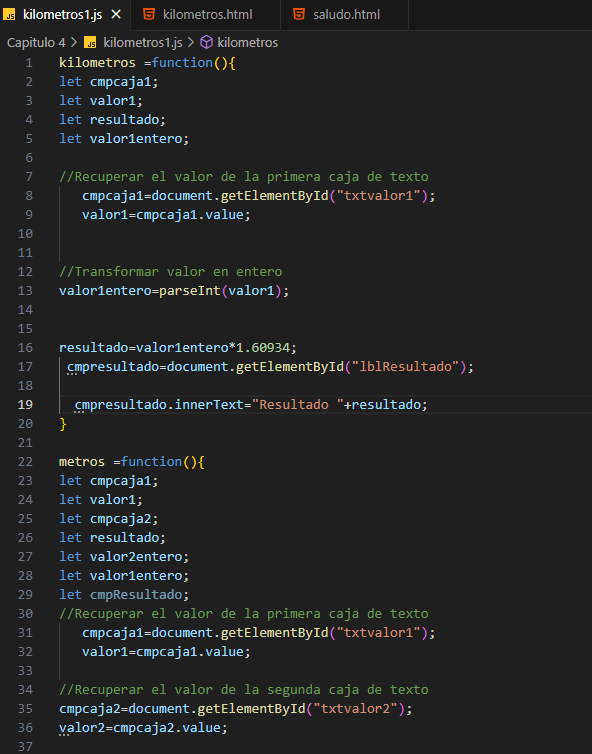 JS kilometros1.js × kilometros.html saludo.html
Capitulo 4 > JS kilometros1.js > kilometros
1 kilometros =function(){
2 let cmpcaja1;
3 let valor1;
4 let resultado;
5 let valor1entero;
6
7 //Recuperar el valor de la primera caja de texto
8 cmpcaja1=document.getElementById("txtvalor1");
9 valor1=cmpcaja1.value;
10
11
12 //Transformar valor en entero
13 valor1entero=parseInt(valor1);
14
15
16 resultado=valor1entero*1.60934;
17 cmpresultado=document.getElementById("lblResultado");
18
19 cmpresultado.innerText="Resultado "+resultado;
20 }
21
22 metros =function(){
23 let cmpcaja1;
24 let valor1;
25 let cmpcaja2;
26 let resultado;
27 let valor2entero;
28 let valor1entero;
29 let cmpResultado;
30 //Recuperar el valor de la primera caja de texto
31 cmpcaja1=document.getElementById("txtvalor1");
32 valor1=cmpcaja1.value;
33
34 //Recuperar el valor de la segunda caja de texto
35 cmpcaja2=document.getElementById("txtvalor2");
36 valor2=cmpcaja2.value;
37